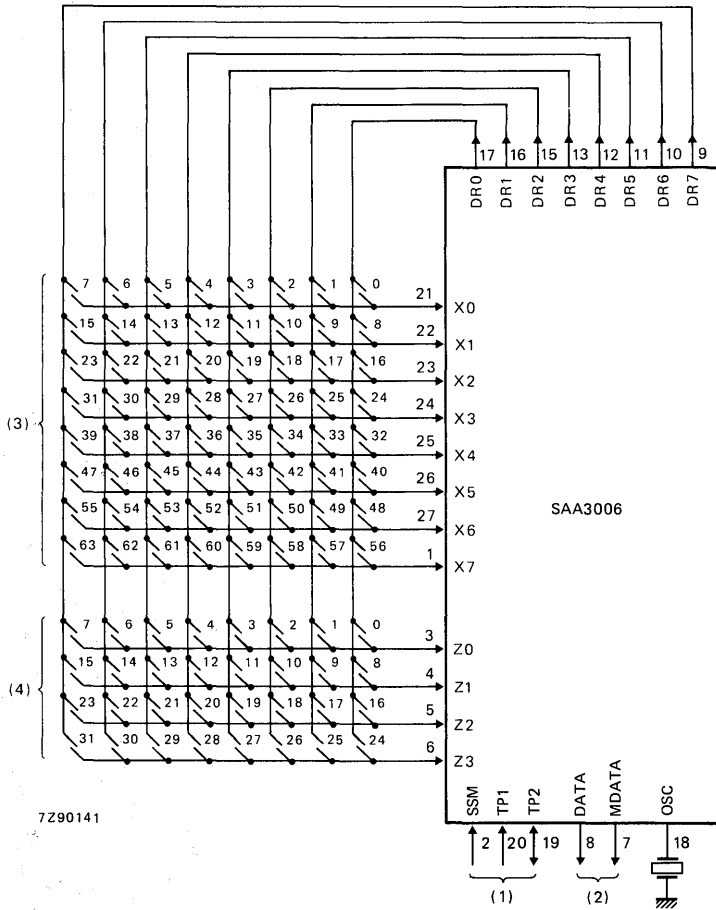 17 16 15 13 12 11 10 9
DR0 DR1 DR2 DR3 DR4 DR5 DR6 DR7
7 6 5 4 3 2 1 0 21 X0
15 14 13 12 11 10 9 8 22 X1
23 22 21 20 19 18 17 16 23 X2
31 30 29 28 27 26 25 24 24 X3
(3)
39 38 37 36 35 34 33 32 25 X4
47 46 45 44 43 42 41 40 26 X5
55 54 53 52 51 50 49 48 27 X6
SAA3006
63 62 61 60 59 58 57 56 1 X7
7 6 5 4 3 2 1 0 3 Z0
15 14 13 12 11 10 9 8 4 Z1
(4)
23 22 21 20 19 18 17 16 5 Z2
31 30 29 28 27 26 25 24 6 Z3
SSM TP1 TP2 DATA MDATA OSC
7Z90141
2 20 19 8 7 18
(1) (2)